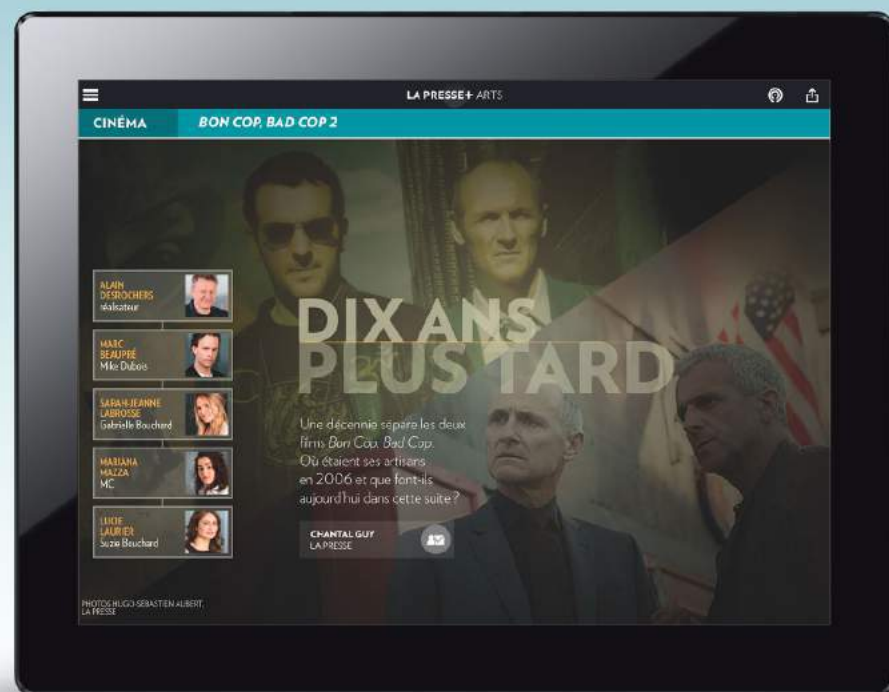 LA PRESSE+ ARTS
CINÉMA
BON COP, BAD COP 2
ALAIN
DESROCHERS
réalisateur
MARC
BEAUPRÉ
Mike Dubois
SARAH-JEANNE
LABROSSE
Gabrielle Bouchard
MARIANA
MAZZA
MC
LUCIE
LAURIER
Suzie Bouchard
DIX ANS
PLUS TARD
Une décennie sépare les deux
films Bon Cop, Bad Cop.
Où étaient ses artisans
en 2006 et que font-ils
aujourd'hui dans cette suite ?
CHANTAL GUY
LA PRESSE
PHOTOS HUGO-SÉBASTIEN AUBERT,
LA PRESSE